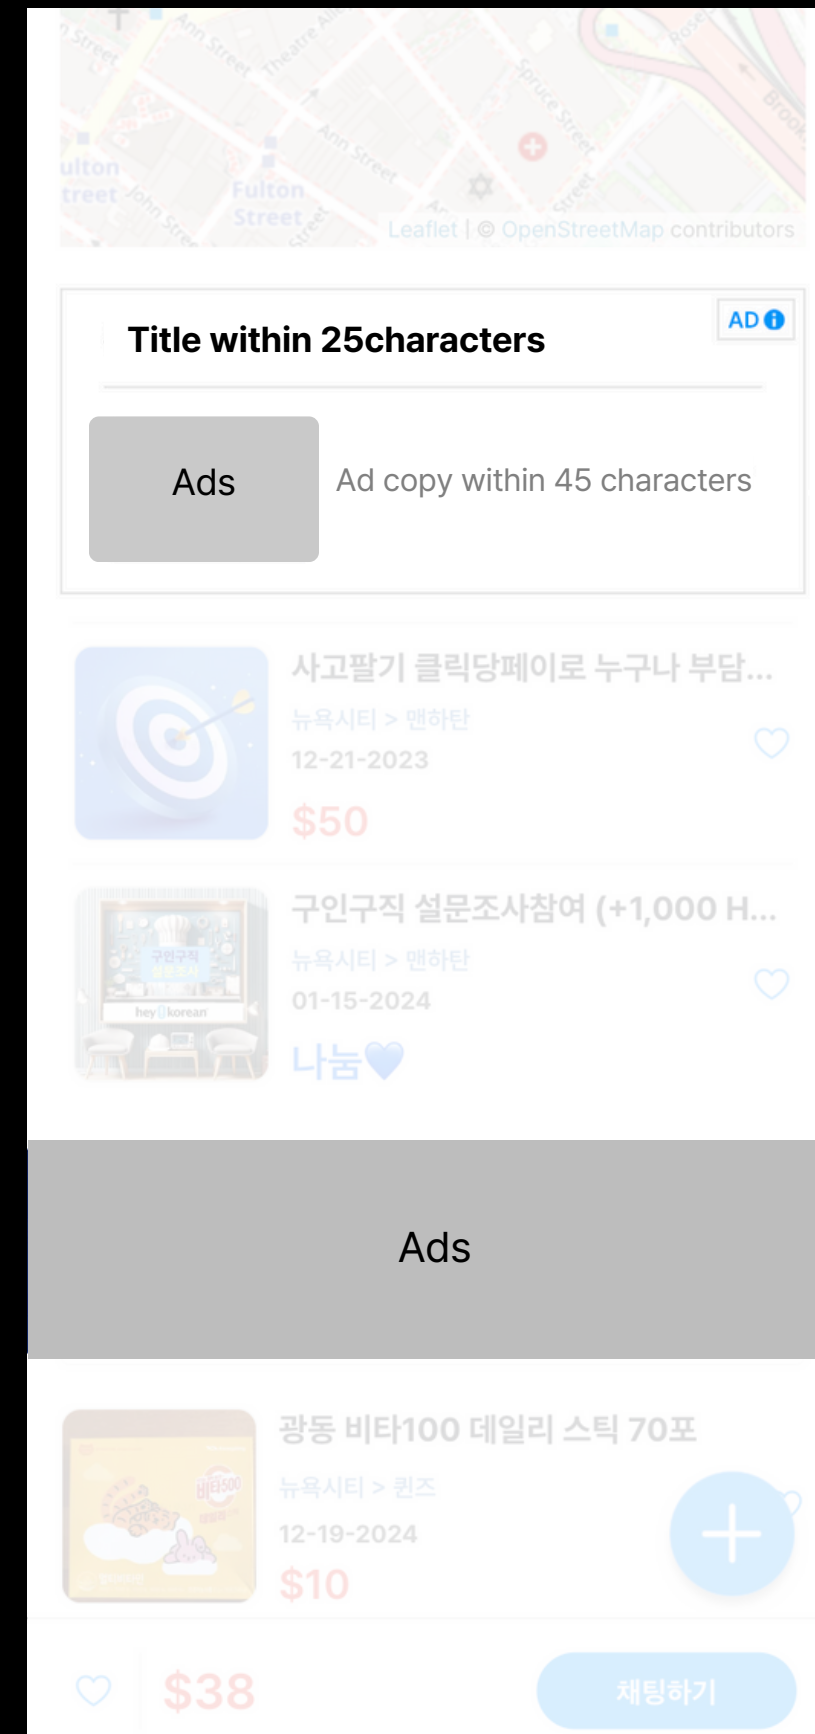 Ann Street
Theatre Alley
Spruce Street
Ann Street
ulton
treet
John Street
Fulton
Street
Street
Leaflet | © OpenStreetMap contributors
Title within 25characters
AD
Ads
Ad copy within 45 characters
사고팔기 클릭당페이로 누구나 부담...
뉴욕시티 > 맨하탄
12-21-2023
$50
구인구직 설문조사참여 (+1,000 H...
뉴욕시티 > 맨하탄
01-15-2024
나눔💙
구인구직
설문조사
heykorean
Ads
광동 비타100 데일리 스틱 70포
뉴욕시티 > 퀸즈
12-19-2024
$10
비타500
$38
채팅하기